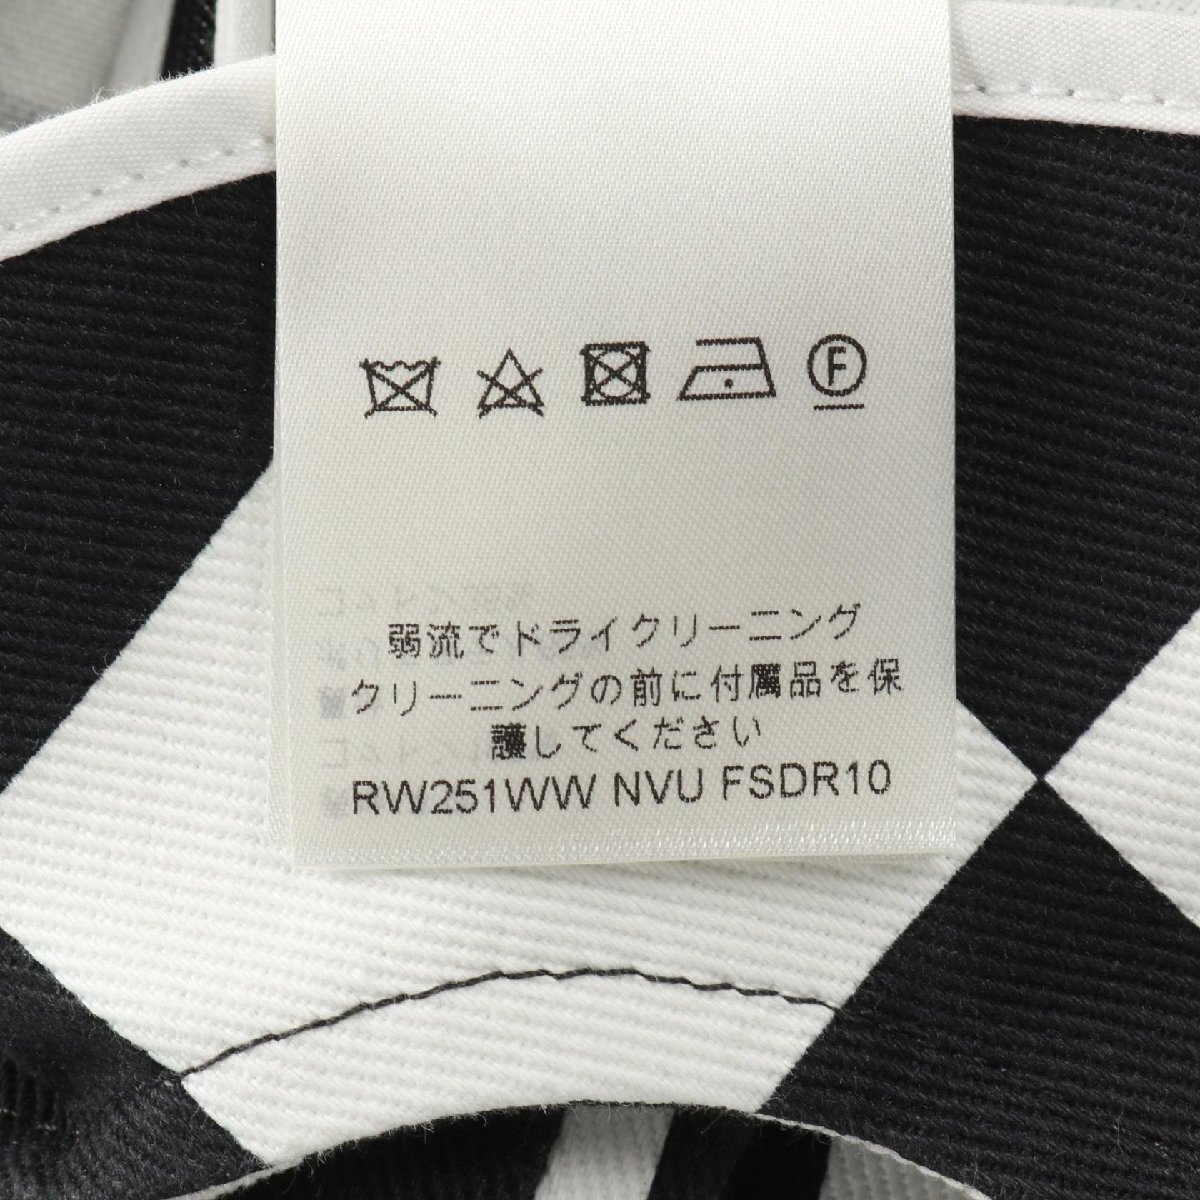 F
弱流でドライクリーニング
クリーニングの前に付属品を保
護してください
RW251WW NVU FSDR10